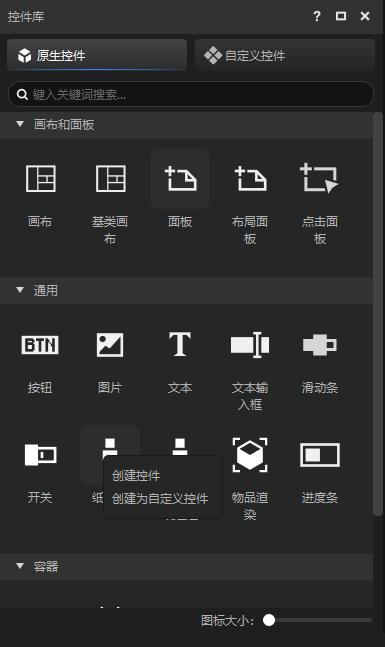 控件库
原生控件
自定义控件
键入关键词搜索...
画布和面板
画布
基类画
布
面板
布局面
板
点击面
板
通用
BTN
按钮
图片
T
文本
文本输
入框
滑动条
开关
纸
物品渲
染
进度条
创建控件
创建为自定义控件
容器
图标大小: